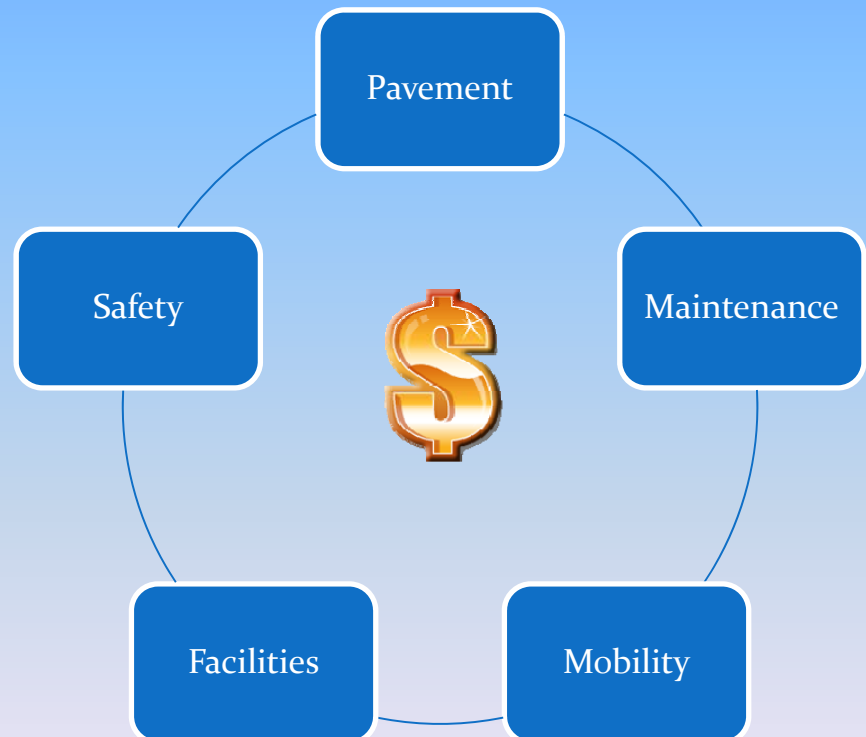 Pavement
Safety
Maintenance
$
Facilities
Mobility